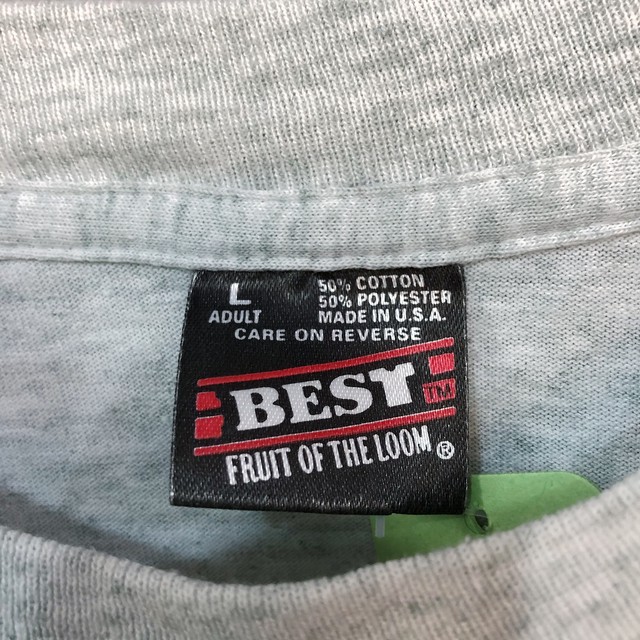 L
ADULT
50% COTTON
50% POLYESTER
MADE IN U.S.A.
CARE ON REVERSE
BEST TM
FRUIT OF THE LOOM ®